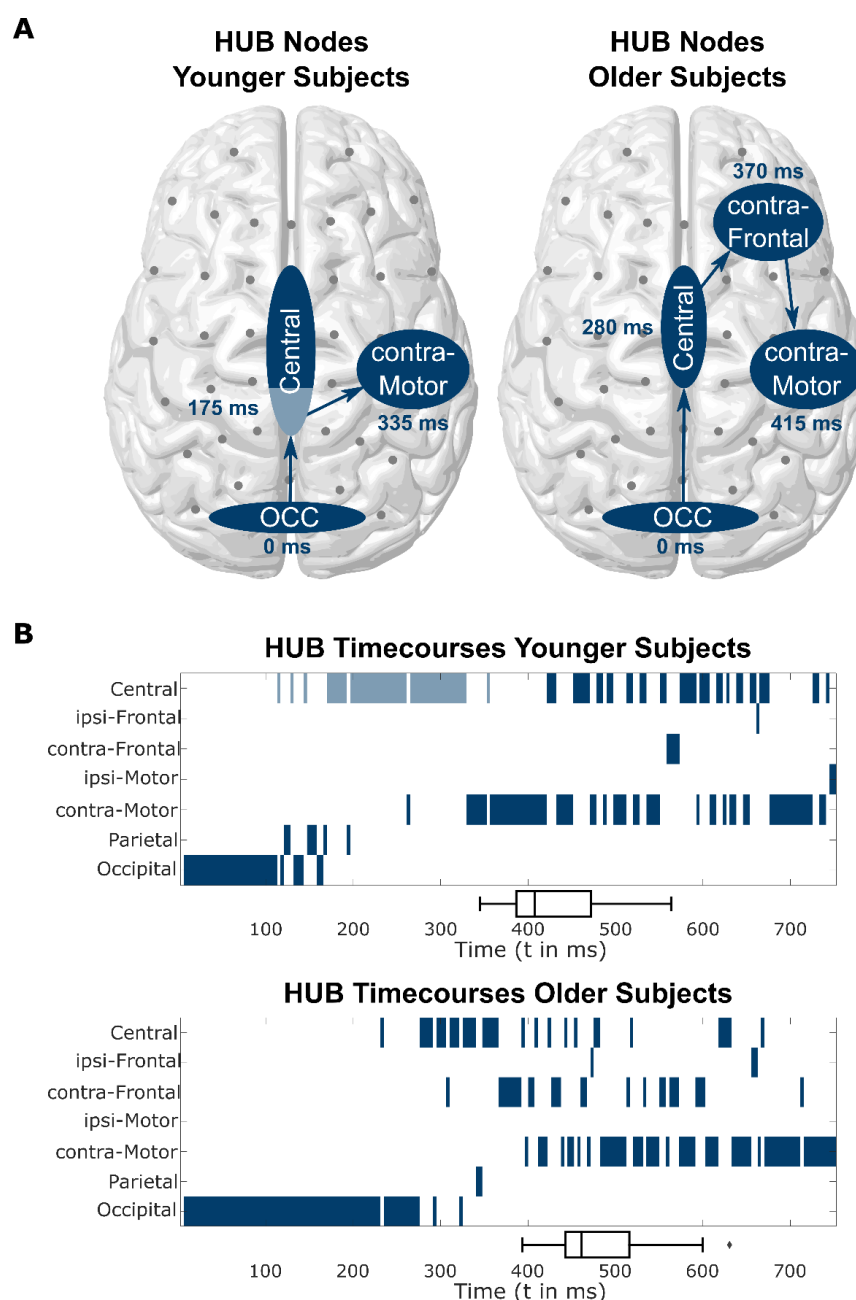 A
HUB Nodes
Younger Subjects
HUB Nodes
Older Subjects
Central
contra-
Motor
175 ms
335 ms
OCC
0 ms
370 ms
contra-
Frontal
280 ms
Central
contra-
Motor
415 ms
OCC
0 ms
B
HUB Timecourses Younger Subjects
Central
ipsi-Frontal
contra-Frontal
ipsi-Motor
contra-Motor
Parietal
Occipital
100 200 300 400 500 600 700
Time (t in ms)
HUB Timecourses Older Subjects
Central
ipsi-Frontal
contra-Frontal
ipsi-Motor
contra-Motor
Parietal
Occipital
100 200 300 400 500 600 700
Time (t in ms)